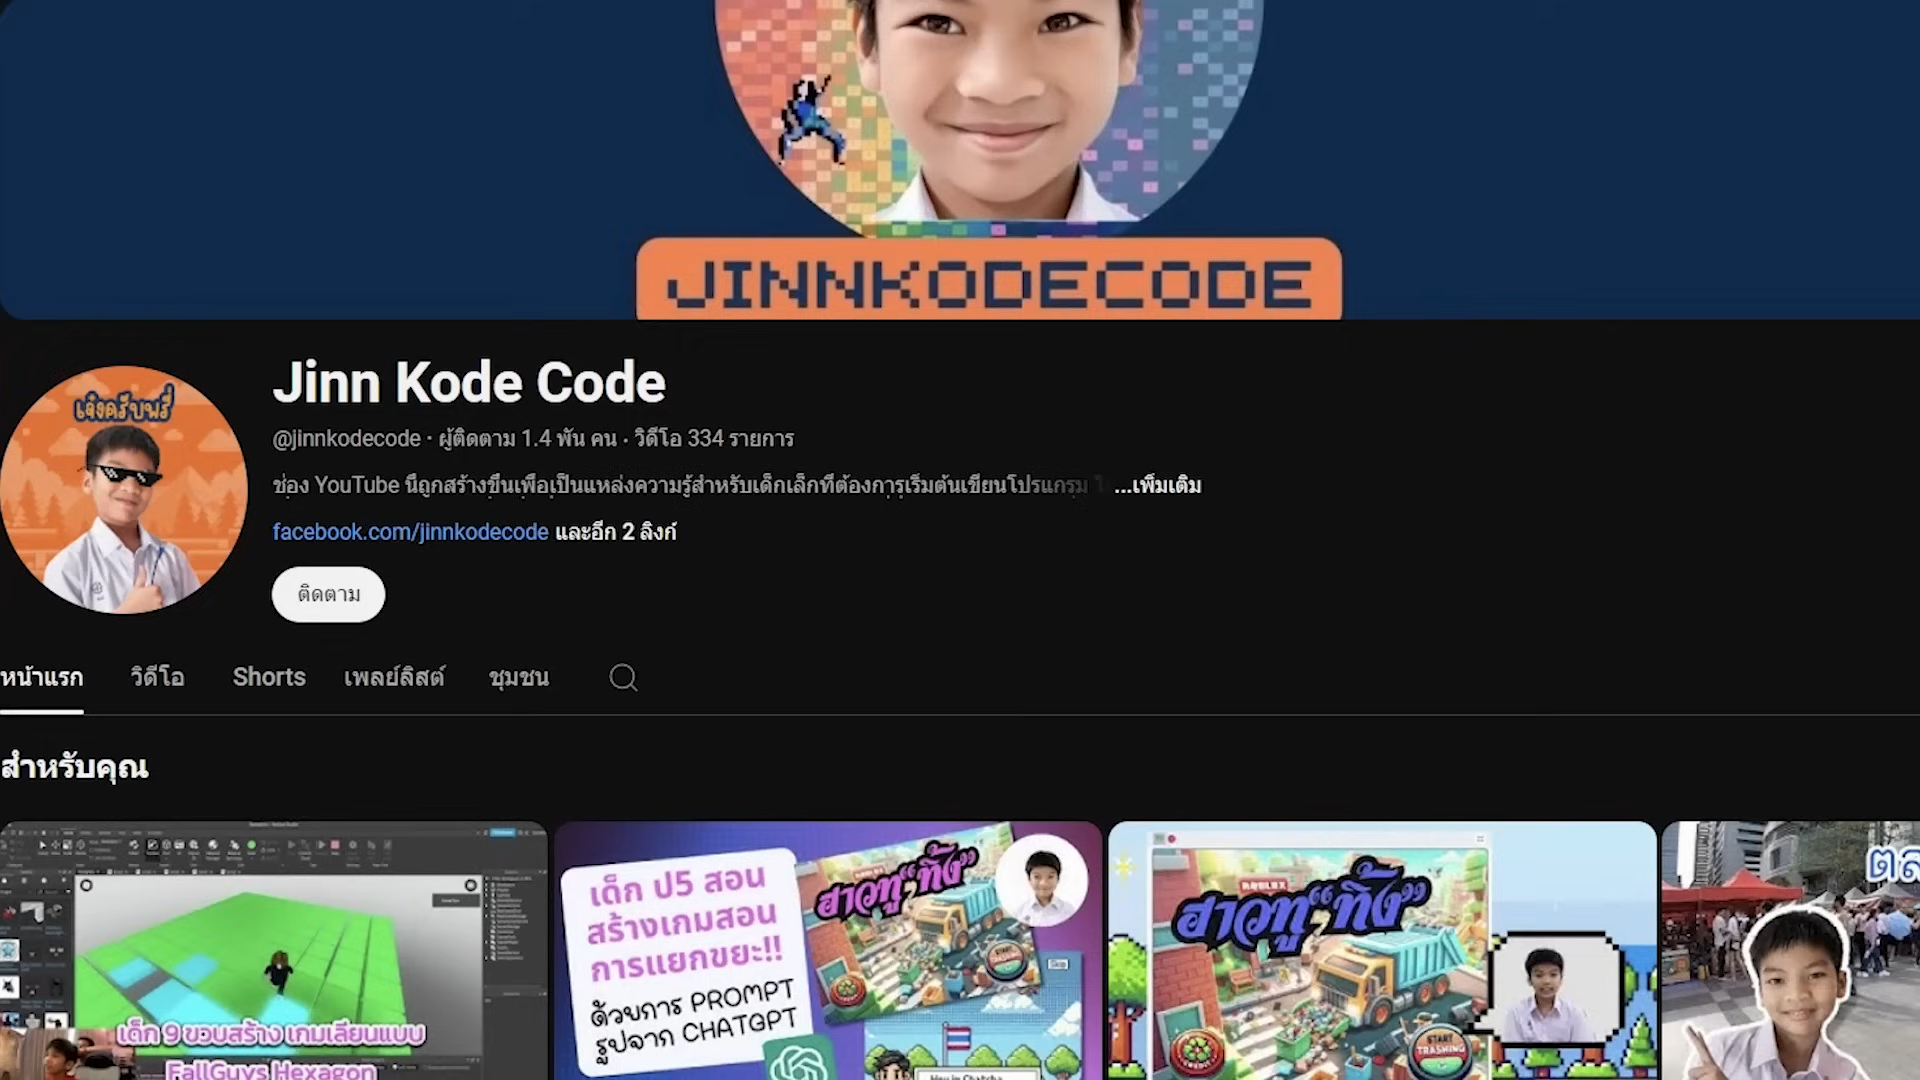 JINNKODECODE
Jinn Kode Code
เจ๋งครับพรี่
@jinnkodecode · ผู้ติดตาม 1.4 พัน คน · วิดีโอ 334 รายการ
ช่อง YouTube นี้ถูกสร้างขึ้นเพื่อเป็นแหล่งความรู้สำหรับเด็กเล็กที่ต้องการเริ่มต้นเขียนโปรแกรม ...เพิ่มเติม
facebook.com/jinnkodecode และอีก 2 ลิงก์
ติดตาม
หน้าแรก วิดีโอ Shorts เพลย์ลิสต์ ชุมชน
สำหรับคุณ
เด็ก 9 ขวบสร้าง เกมเลียนแบบ
FallGuys Hexagon
เด็ก ป5 สอน
สร้างเกมสอน
การแยกขยะ!!
ด้วยการ PROMPT
รูปจาก CHATGPT
ฮาวทู"ทิ้ง"
START
TRASHING
ROBLOX
ฮาวทู"ทิ้ง"
START
TRASHING